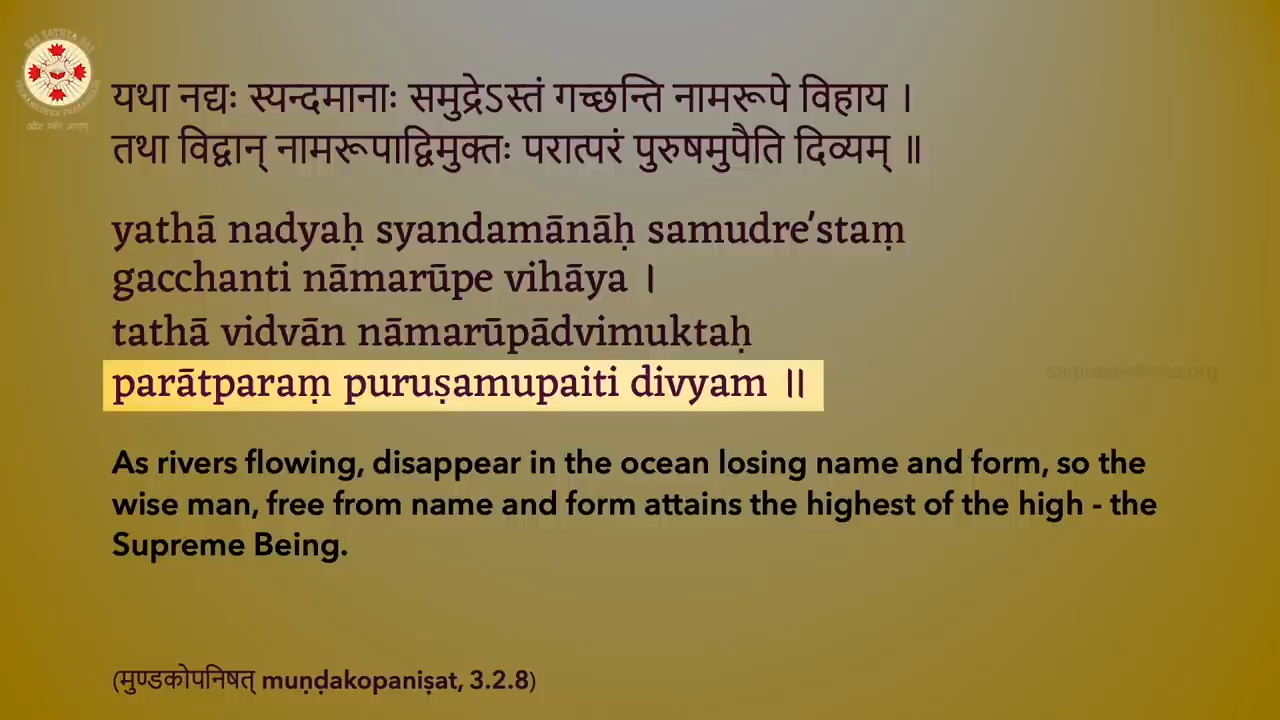 SRI SATHYA SAI
यथा नद्यः स्यन्दमानाः समुद्रेऽस्तं गच्छन्ति नामरूपे विहाय ।
तथा विद्वान् नामरूपाद्विमुक्तः परात्परं पुरुषमुपैति दिव्यम् ॥
yathā nadyaḥ syandamānāḥ samudre'staṃ
gacchanti nāmarūpe vihāya ।
tathā vidvān nāmarūpādvimuktaḥ
parātparaṃ puruṣamupaiti divyam ॥
As rivers flowing, disappear in the ocean losing name and form, so the
wise man, free from name and form attains the highest of the high - the
Supreme Being.
(मुण्डकोपनिषत् muṇḍakopaniṣat, 3.2.8)